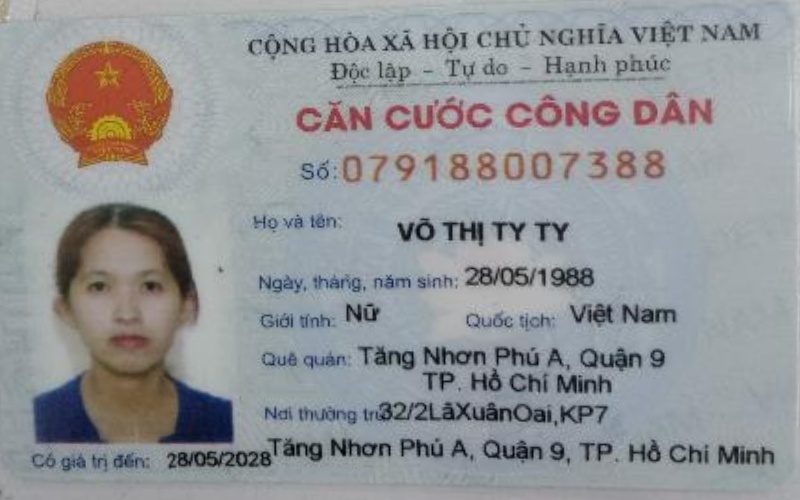 CỘNG HÒA XÃ HỘI CHỦ NGHĨA VIỆT NAM
Độc lập - Tự do - Hạnh phúc
CĂN CƯỚC CÔNG DÂN
Số: 079188007388
Họ và tên: VÕ THỊ TY TY
Ngày, tháng, năm sinh: 28/05/1988
Giới tính: Nữ Quốc tịch: Việt Nam
Quê quán: Tăng Nhơn Phú A, Quận 9
TP. Hồ Chí Minh
Nơi thường trú: 32/2LãXuânOai,KP7
Tăng Nhơn Phú A, Quận 9, TP. Hồ Chí Minh
Có giá trị đến: 28/05/2028